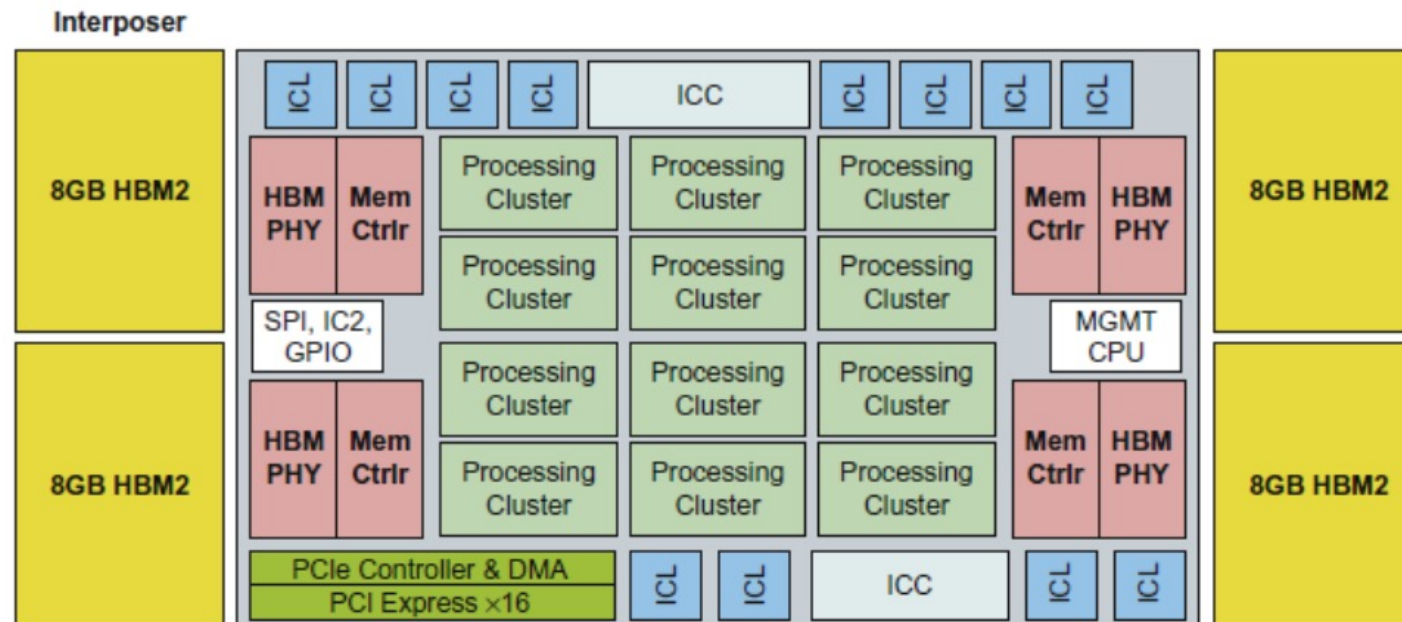 Interposer
ICL ICL ICL ICL ICC ICL ICL ICL ICL
8GB HBM2
HBM
PHY
Mem
Ctrlr
Processing
Cluster
Processing
Cluster
Processing
Cluster
Mem
Ctrlr
HBM
PHY
8GB HBM2
Processing
Cluster
Processing
Cluster
Processing
Cluster
SPI, IC2,
GPIO
MGMT
CPU
8GB HBM2
HBM
PHY
Mem
Ctrlr
Processing
Cluster
Processing
Cluster
Processing
Cluster
Mem
Ctrlr
HBM
PHY
8GB HBM2
Processing
Cluster
Processing
Cluster
Processing
Cluster
PCIe Controller & DMA
PCI Express ×16
ICL ICL ICC ICL ICL